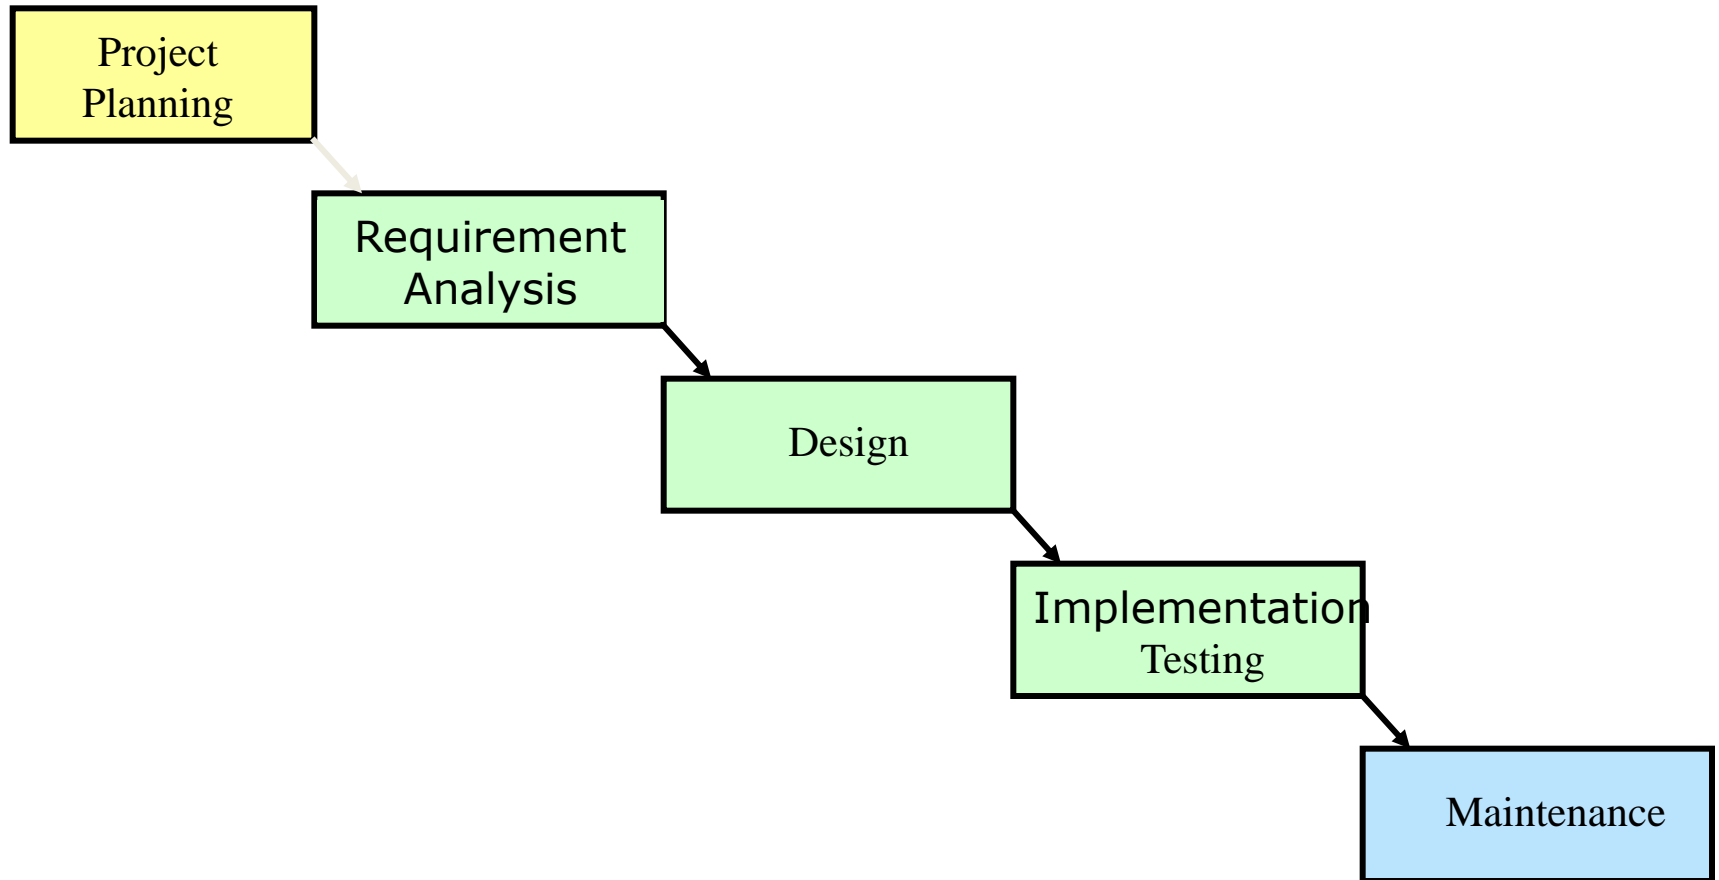 Project
Planning
Requirement
Analysis
Design
Implementation
Testing
Maintenance